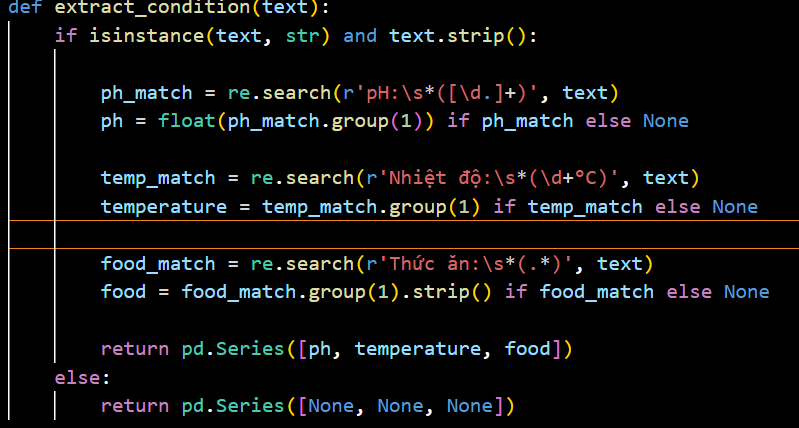 def extract_condition(text):
    if isinstance(text, str) and text.strip():
        ph_match = re.search(r'pH:\s*([\d.]+)', text)
        ph = float(ph_match.group(1)) if ph_match else None
        temp_match = re.search(r'Nhiệt độ:\s*(\d+°C)', text)
        temperature = temp_match.group(1) if temp_match else None
        food_match = re.search(r'Thức ăn:\s*(.*)', text)
        food = food_match.group(1).strip() if food_match else None
        return pd.Series([ph, temperature, food])
    else:
        return pd.Series([None, None, None])